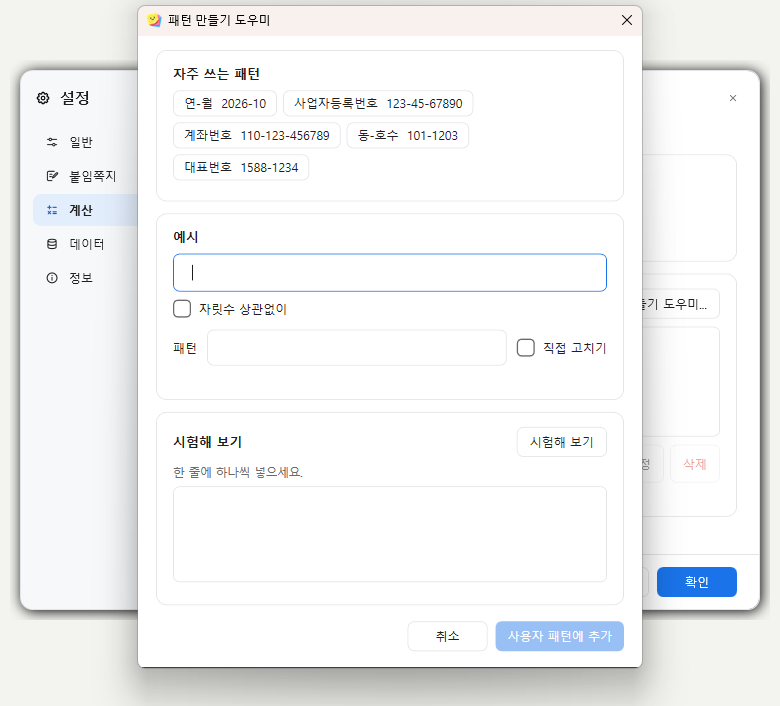 패턴 만들기 도우미
자주 쓰는 패턴
연-월 2026-10
사업자등록번호 123-45-67890
계좌번호 110-123-456789
동-호수 101-1203
대표번호 1588-1234
예시
자릿수 상관없이
패턴
직접 고치기
시험해 보기
시험해 보기
한 줄에 하나씩 넣으세요.
취소
사용자 패턴에 추가
설정
일반
붙임쪽지
계산
데이터
정보
기 도우미...
삭제
확인